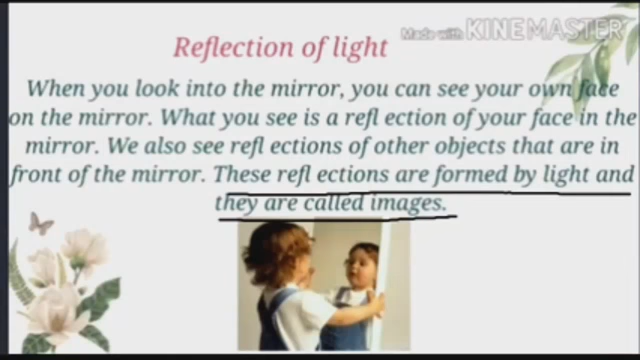 Made with KINEMASTER
Reflection of light
When you look into the mirror, you can see your own face
on the mirror. What you see is a refl ection of your face in the
mirror. We also see refl ections of other objects that are in
front of the mirror. These refl ections are formed by light and
they are called images.